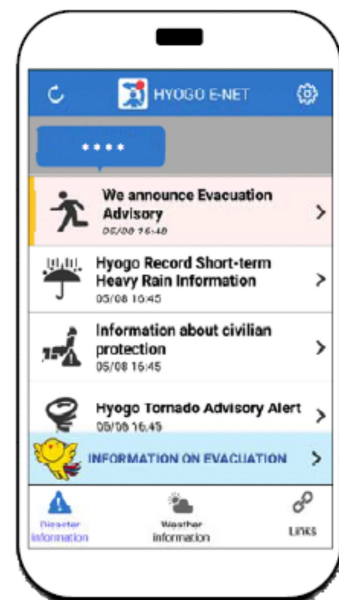 HYOGO E-NET
****
We announce Evacuation
Advisory
05/08 16:48
Hyogo Record Short-term
Heavy Rain Information
05/08 16:45
Information about civilian
protection
05/08 16:45
Hyogo Tornado Advisory Alert
05/08 16:45
INFORMATION ON EVACUATION
Disaster
information
Weather
information
Links